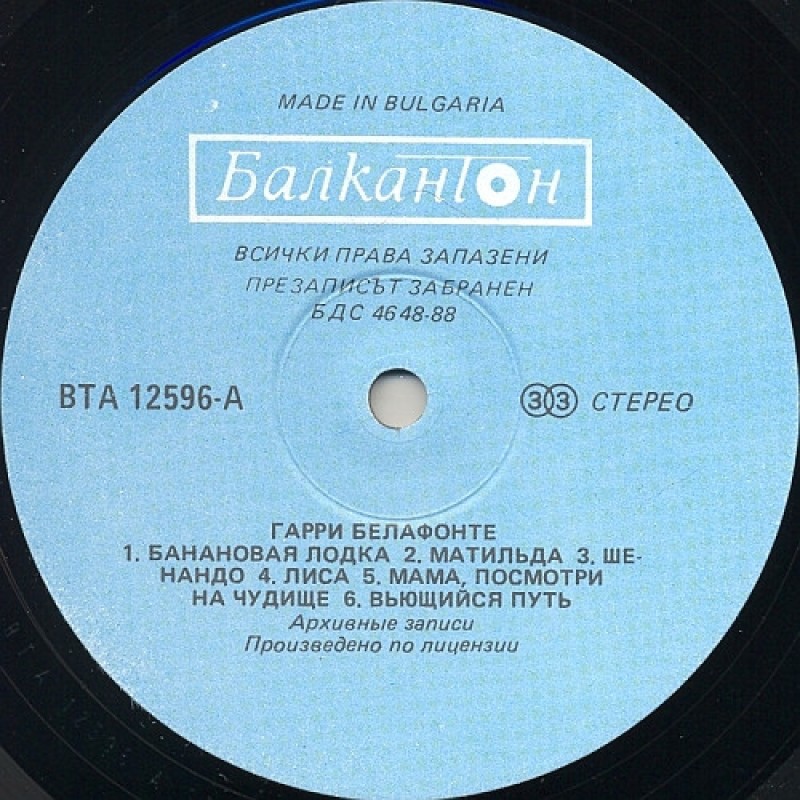 MADE IN BULGARIA
Балкантон
ВСИЧКИ ПРАВА ЗАПАЗЕНИ
ПРЕЗАПИСЪТ ЗАБРАНЕН
БДС 4648-88
ВТА 12596-А
33 СТЕРЕО
ГАРРИ БЕЛАФОНТЕ
1. БАНАНОВАЯ ЛОДКА 2. МАТИЛЬДА 3. ШЕ-
НАНДО 4. ЛИСА 5. МАМА, ПОСМОТРИ
НА ЧУДИЩЕ 6. ВЬЮЩИЙСЯ ПУТЬ
Архивные записи
Произведено по лицензии
ВТА 12596 А